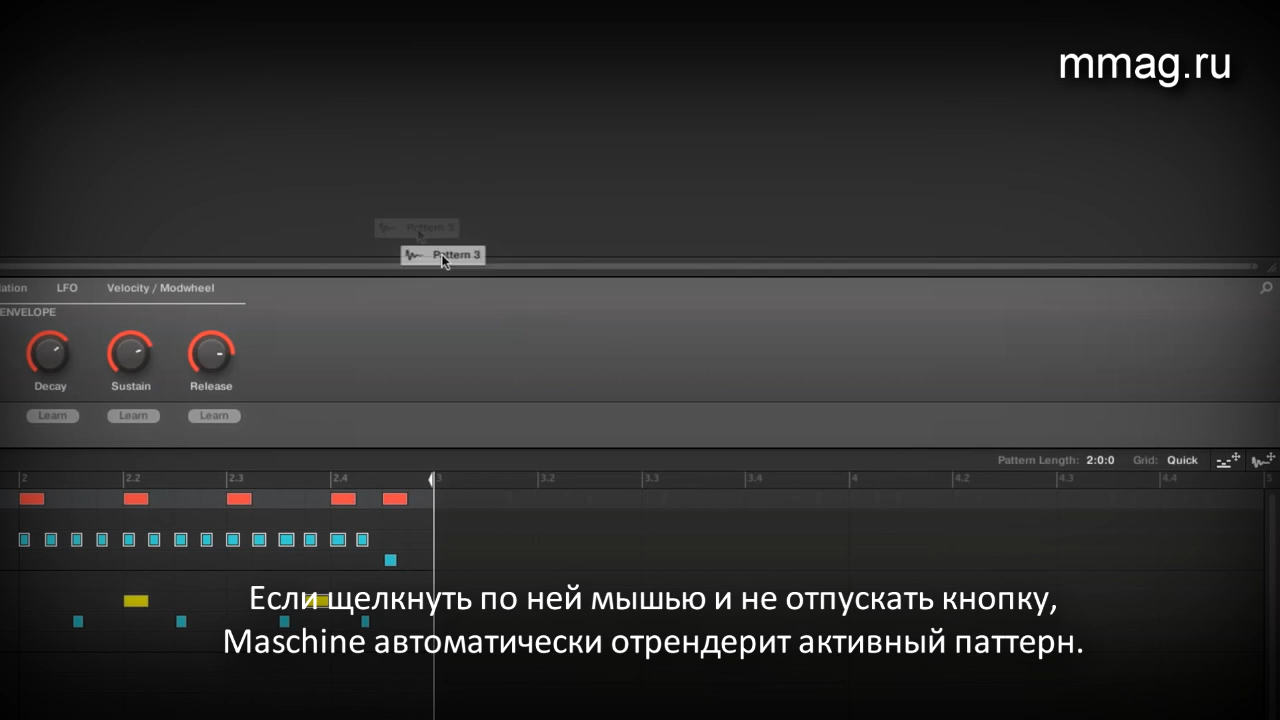 mmag.ru
Pattern 3
Pattern 3
lation LFO Velocity / Modwheel
ENVELOPE
Decay Sustain Release
Learn Learn Learn
Pattern Length: 2:0:0 Grid: Quick
2 2.2 2.3 2.4 3 3.2 3.3 3.4 4 4.2 4.3 4.4 5
Если щелкнуть по ней мышью и не отпускать кнопку,
Maschine автоматически отрендерит активный паттерн.